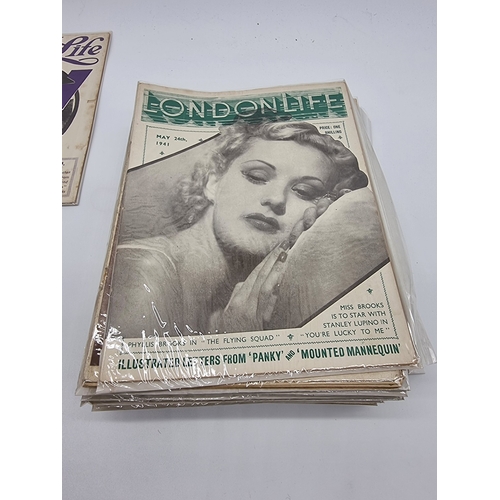 Life
LONDON LIFE
MAY 24th,
1941
PRICE: ONE
SHILLING
MISS BROOKS
IS TO STAR WITH
STANLEY LUPINO IN
"YOU'RE LUCKY TO ME"
PHYLLIS BROOKS IN "THE FLYING SQUAD"
ILLUSTRATED LETTERS FROM 'PANKY' AND 'MOUNTED MANNEQUIN'